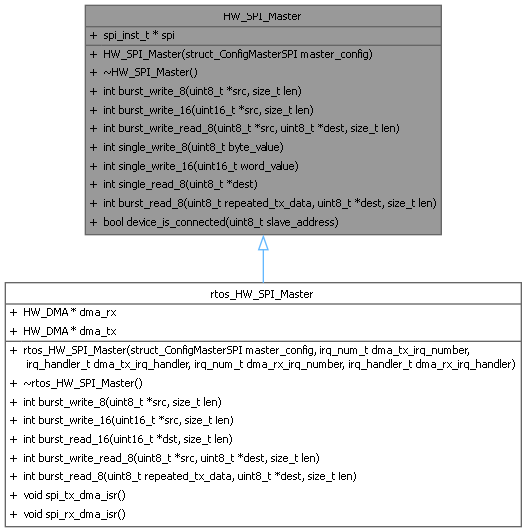 HW_SPI_Master
+ spi_inst_t * spi
+ HW_SPI_Master(struct_ConfigMasterSPI master_config)
+ ~HW_SPI_Master()
+ int burst_write_8(uint8_t *src, size_t len)
+ int burst_write_16(uint16_t *src, size_t len)
+ int burst_write_read_8(uint8_t *src, uint8_t *dest, size_t len)
+ int single_write_8(uint8_t byte_value)
+ int single_write_16(uint16_t word_value)
+ int single_read_8(uint8_t *dest)
+ int burst_read_8(uint8_t repeated_tx_data, uint8_t *dest, size_t len)
+ bool device_is_connected(uint8_t slave_address)
rtos_HW_SPI_Master
+ HW_DMA * dma_rx
+ HW_DMA * dma_tx
+ rtos_HW_SPI_Master(struct_ConfigMasterSPI master_config, irq_num_t dma_tx_irq_number,
irq_handler_t dma_tx_irq_handler, irq_num_t dma_rx_irq_number, irq_handler_t dma_rx_irq_handler)
+ ~rtos_HW_SPI_Master()
+ int burst_write_8(uint8_t *src, size_t len)
+ int burst_write_16(uint16_t *src, size_t len)
+ int burst_read_16(uint16_t *dst, size_t len)
+ int burst_write_read_8(uint8_t *src, uint8_t *dest, size_t len)
+ int burst_read_8(uint8_t repeated_tx_data, uint8_t *dest, size_t len)
+ void spi_tx_dma_isr()
+ void spi_rx_dma_isr()